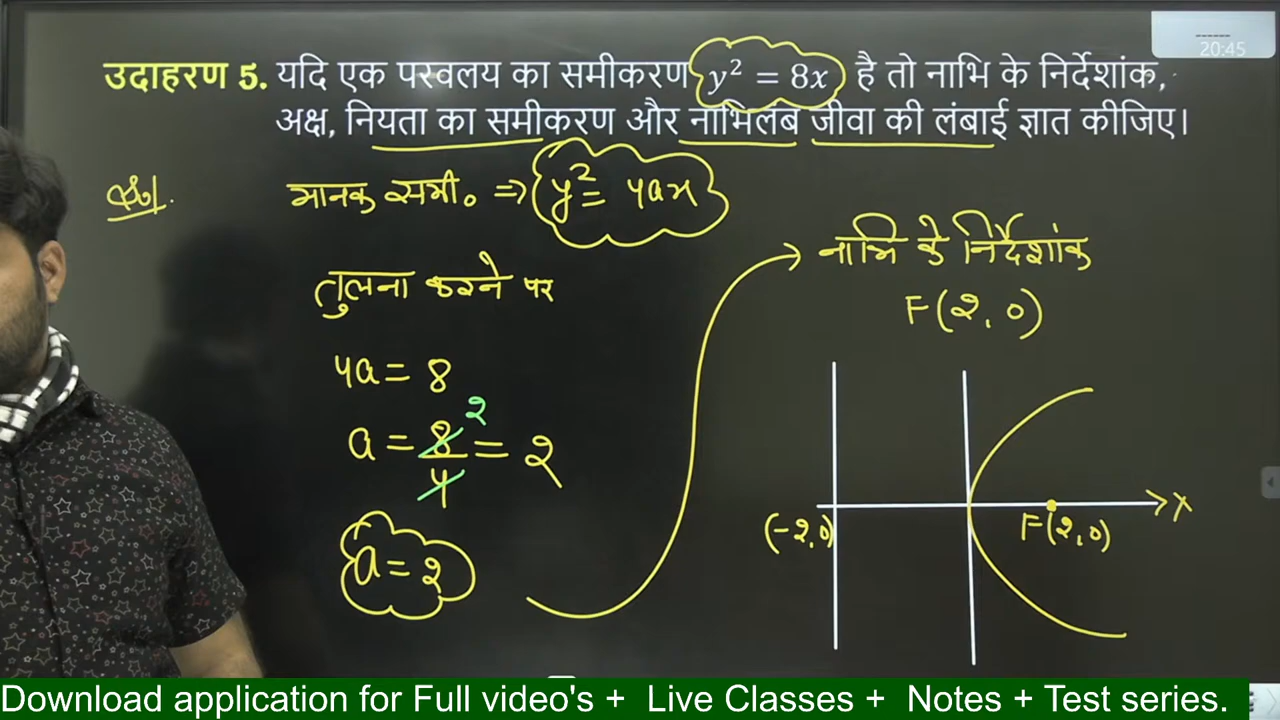 20:45
उदाहरण 5. यदि एक परवलय का समीकरण y² = 8x है तो नाभि के निर्देशांक,
अक्ष, नियता का समीकरण और नाभिलंब जीवा की लंबाई ज्ञात कीजिए।
मानक समी० ⇒ y² = 4ax
तुलना करने पर
4a = 8
a = 8/4 = 2
2
a = 2
नाभि के निर्देशांक
F(2, 0)
X
(-2,0)
F(2,0)
Download application for Full video's + Live Classes + Notes + Test series.